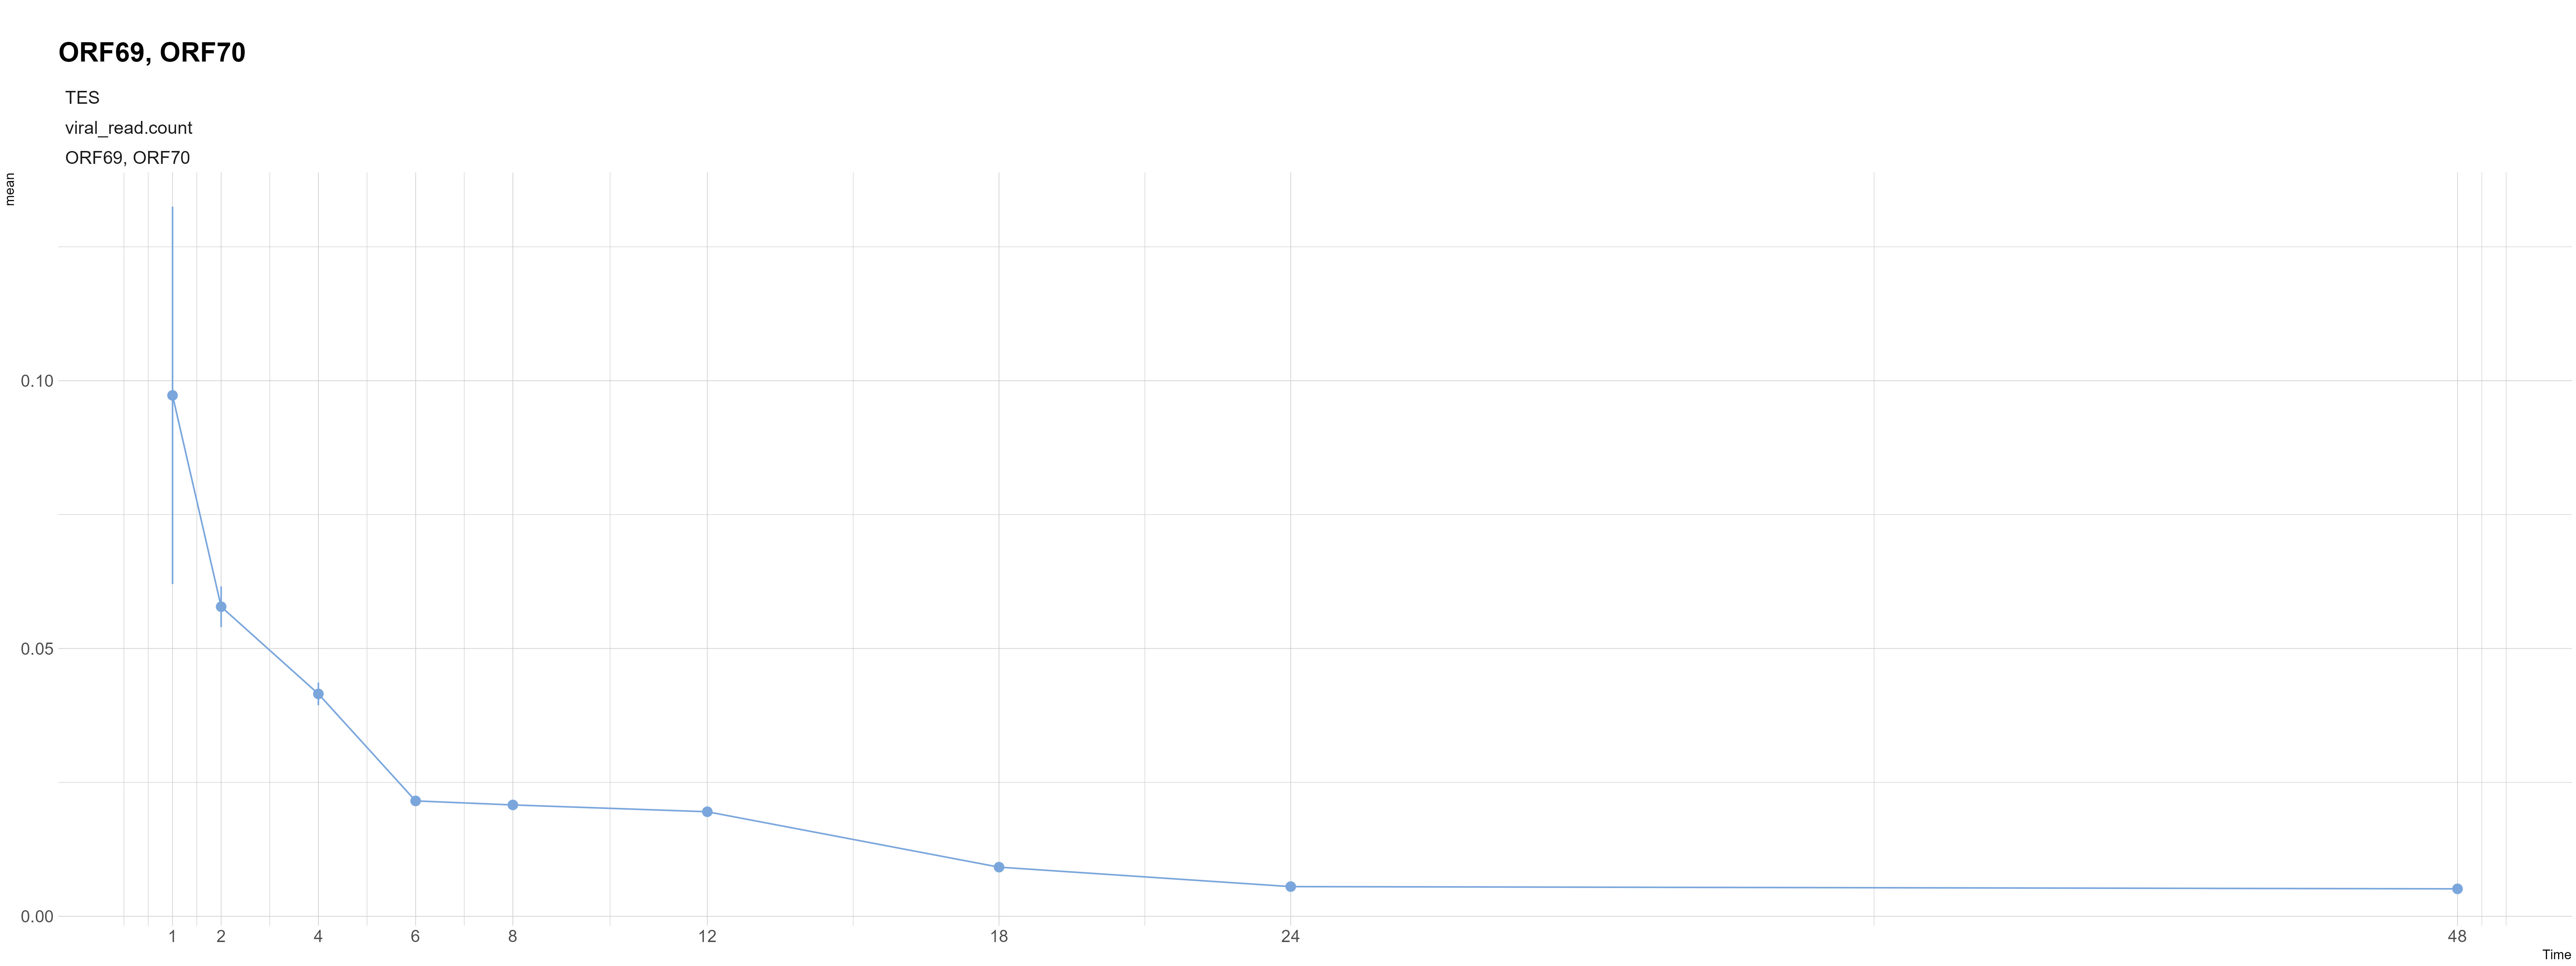 ORF69, ORF70
TES
viral_read.count
ORF69, ORF70
mean
0.10
0.05
0.00
1 2 4 6 8 12 18 24 48
Time